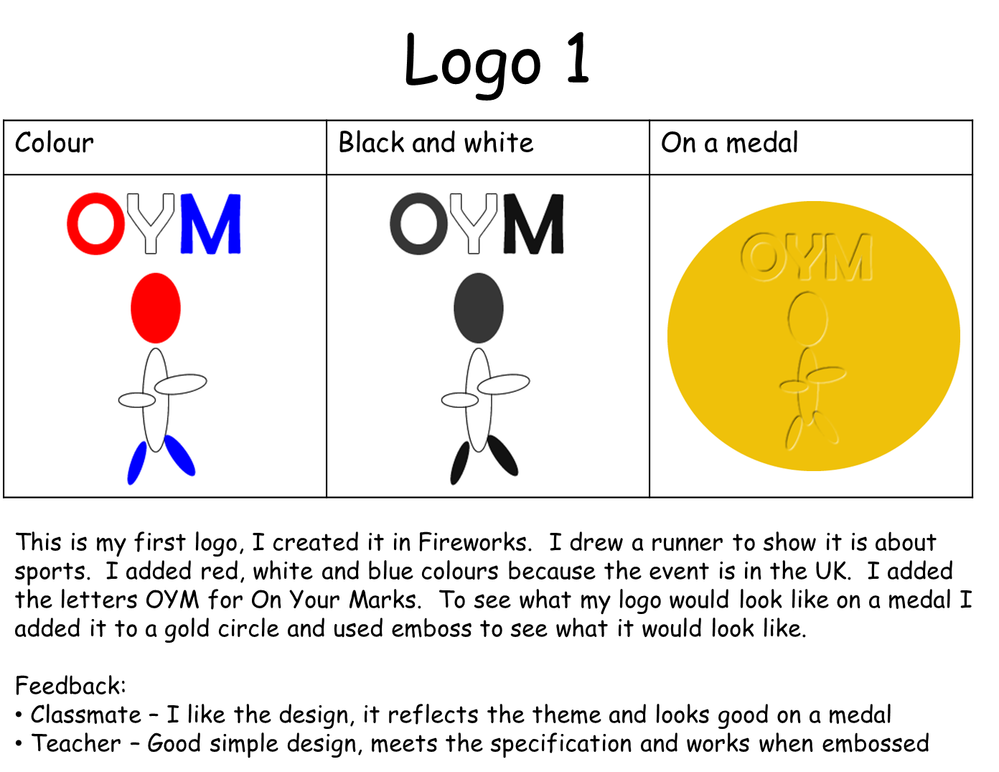 Logo 1
Colour
Black and white
On a medal
OYM
OYM
OYM
This is my first logo, I created it in Fireworks.  I drew a runner to show it is about
sports.  I added red, white and blue colours because the event is in the UK.  I added
the letters OYM for On Your Marks.  To see what my logo would look like on a medal I
added it to a gold circle and used emboss to see what it would look like.
Feedback:
• Classmate – I like the design, it reflects the theme and looks good on a medal
• Teacher – Good simple design, meets the specification and works when embossed